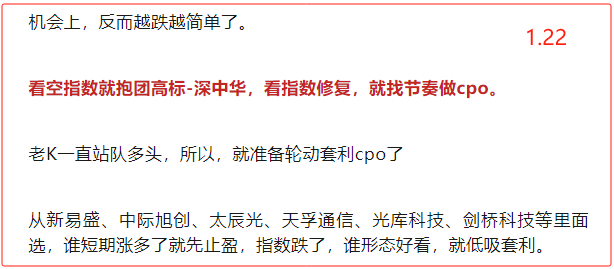 机会上，反而越跌越简单了。
1.22
看空指数就抱团高标-深中华，看指数修复，就找节奏做cpo。
老K一直站队多头，所以，就准备轮动套利cpo了
从新易盛、中际旭创、太辰光、天孚通信、光库科技、剑桥科技等里面
选，谁短期涨多了就先止盈，指数跌了，谁形态好看，就低吸套利。